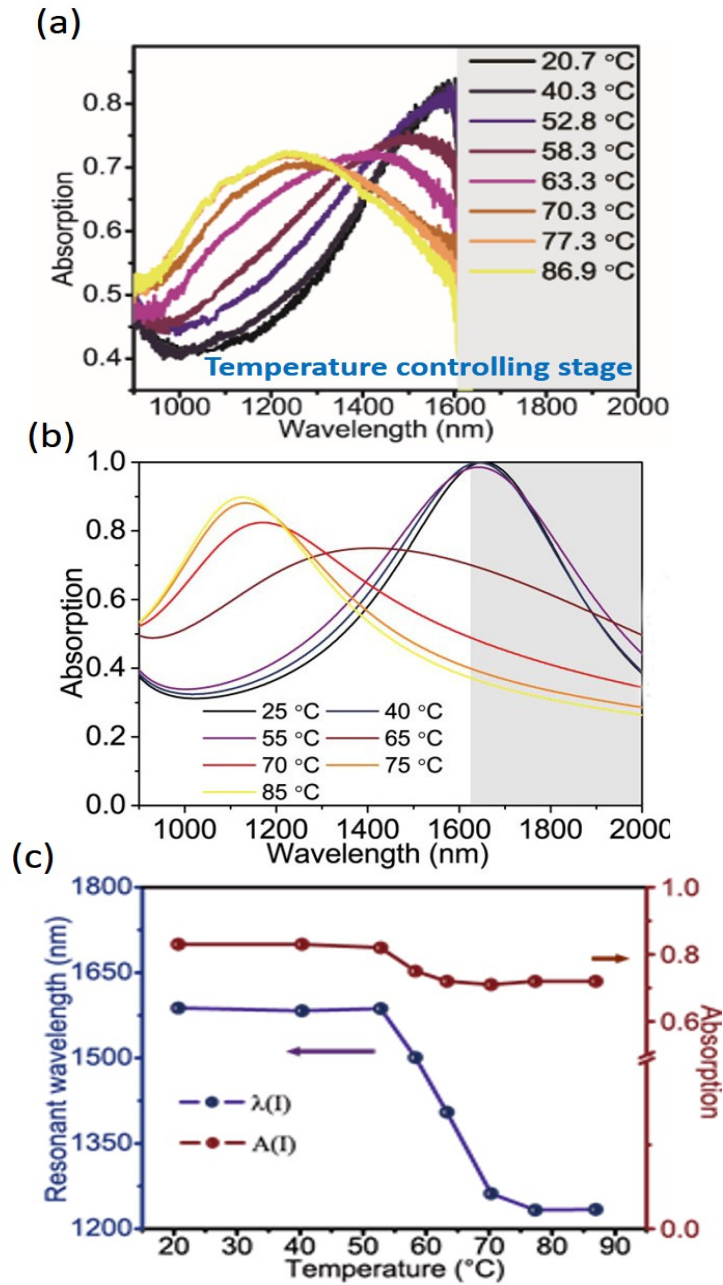 (a)
Absorption
0.8
0.7
0.6
0.5
0.4
20.7 °C
40.3 °C
52.8 °C
58.3 °C
63.3 °C
70.3 °C
77.3 °C
86.9 °C
Temperature controlling stage
1000 1200 1400 1600 1800 2000
Wavelength (nm)
(b)
Absorption
1.0
0.8
0.6
0.4
0.2
0.0
25 °C 40 °C
55 °C 65 °C
70 °C 75 °C
85 °C
1000 1200 1400 1600 1800 2000
Wavelength (nm)
(c)
Resonant wavelength (nm)
1800
1650
1500
1350
1200
λ(I)
A(I)
1.0
0.8
0.6
0.0
Absorption
20 30 40 50 60 70 80 90
Temperature (°C)